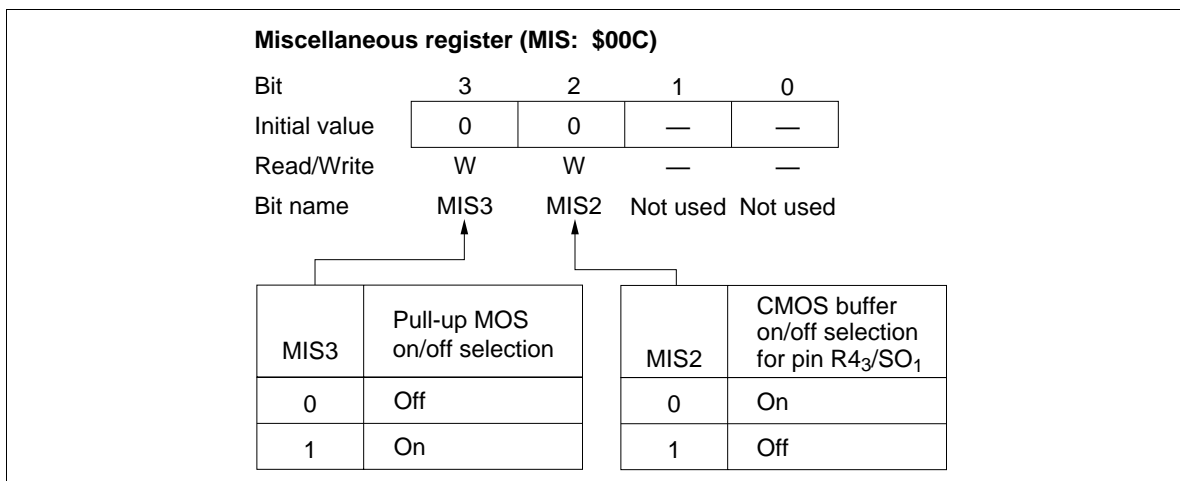 Miscellaneous register (MIS: $00C)
Bit 3 2 1 0
Initial value 0 0 — —
Read/Write W W — —
Bit name MIS3 MIS2 Not used Not used
MIS3 Pull-up MOS
on/off selection
0 Off
1 On
MIS2 CMOS buffer
on/off selection
for pin R4₃/SO₁
0 On
1 Off